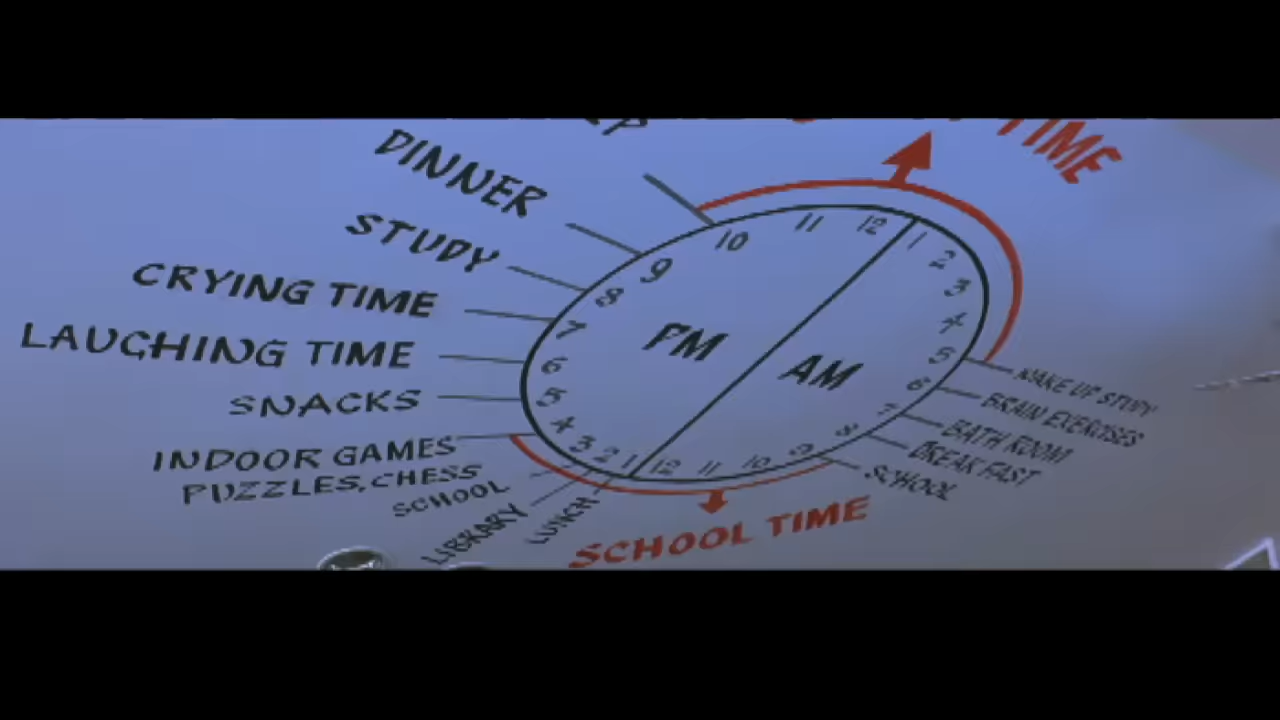 TIME
DINNER
STUDY
CRYING TIME
LAUGHING TIME
SNACKS
INDOOR GAMES
PUZZLES, CHESS
SCHOOL
LIBRARY
LUNCH
SCHOOL TIME
10 11 12 1 2 3 4 5 6 7 8 9 10 11 12 1 2 3 4 5 6 7 8 9
PM
AM
WAKE UP STUDY
BRAIN EXERCISES
BATH ROOM
BREAK FAST
SCHOOL